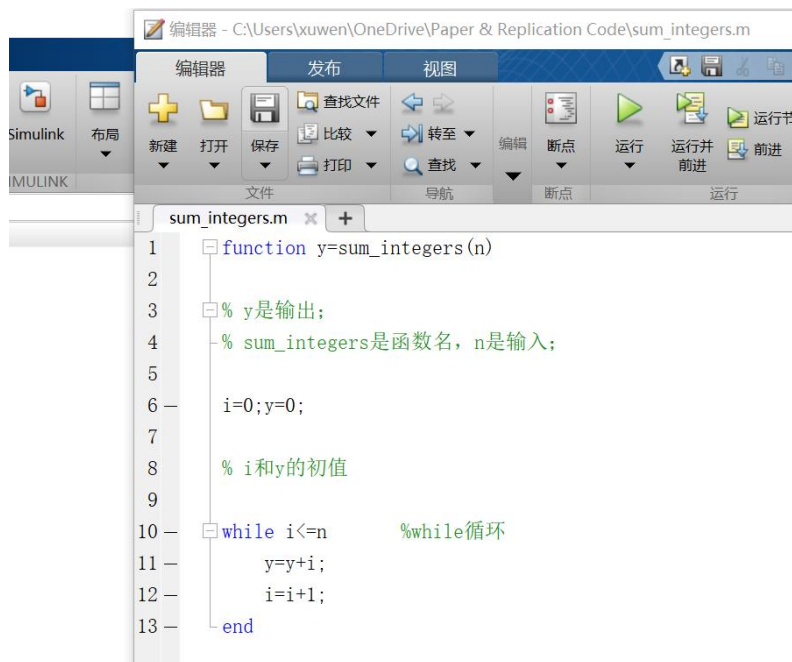 编辑器 - C:\Users\xuwen\OneDrive\Paper & Replication Code\sum_integers.m
编辑器 发布 视图
Simulink 布局
新建 打开 保存 查找文件 比较 打印 转至 查找 编辑 断点 运行 运行并前进 运行节 前进
IMULINK 文件 导航 断点 运行
sum_integers.m
1 function y=sum_integers(n)
2
3 % y是输出;
4 % sum_integers是函数名，n是输入;
5
6 i=0;y=0;
7
8 % i和y的初值
9
10 while i<=n %while循环
11 y=y+i;
12 i=i+1;
13 end